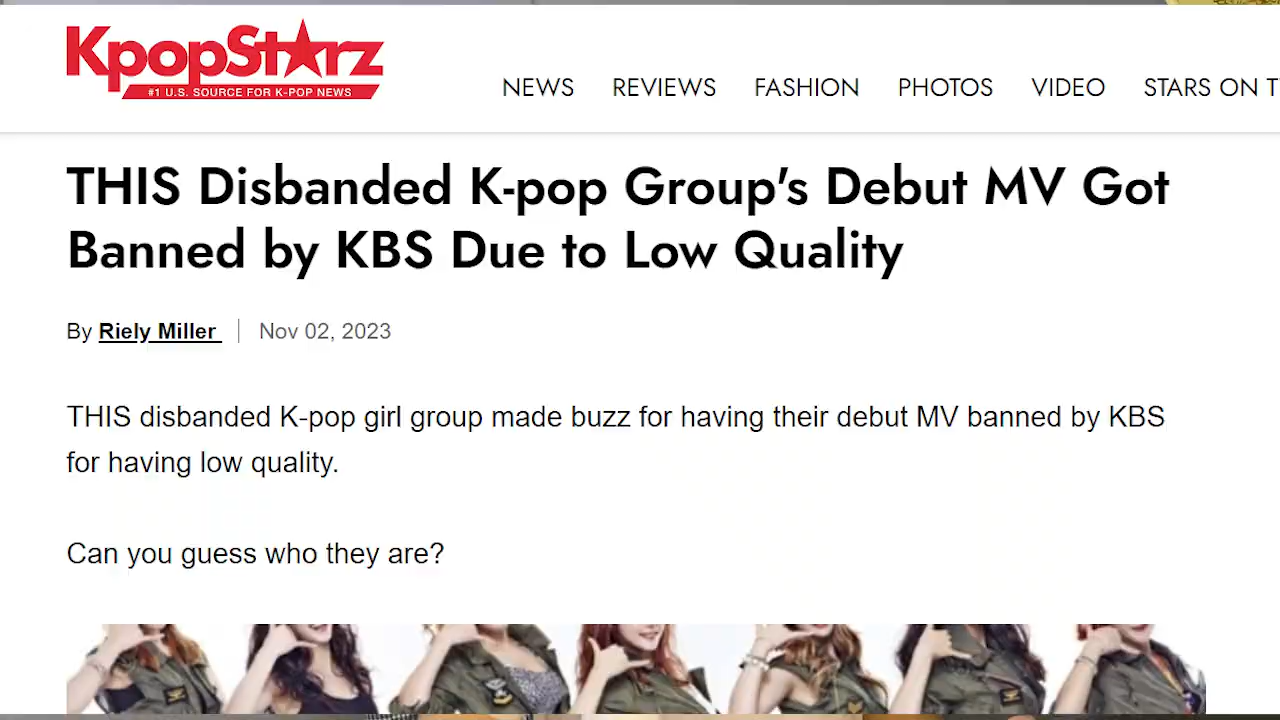 KpopStarz
#1 U.S. SOURCE FOR K-POP NEWS
NEWS REVIEWS FASHION PHOTOS VIDEO STARS ON T
THIS Disbanded K-pop Group's Debut MV Got
Banned by KBS Due to Low Quality
By Riely Miller | Nov 02, 2023
THIS disbanded K-pop girl group made buzz for having their debut MV banned by KBS
for having low quality.
Can you guess who they are?